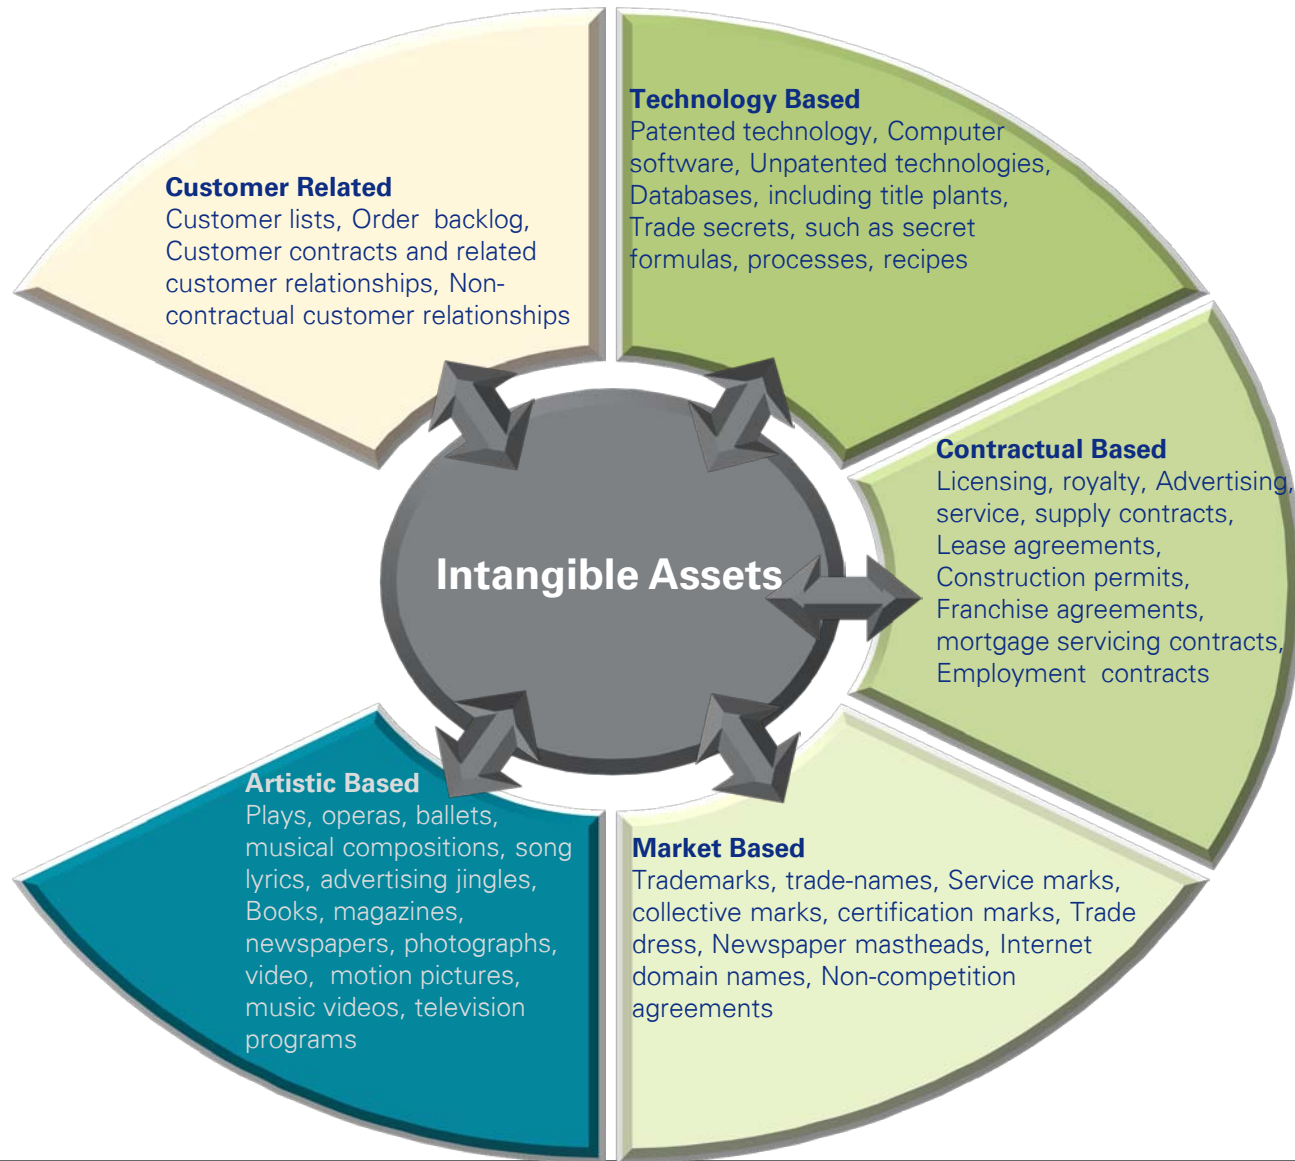 Technology Based
Patented technology, Computer
software, Unpatented technologies,
Databases, including title plants,
Trade secrets, such as secret
formulas, processes, recipes
Customer Related
Customer lists, Order  backlog,
Customer contracts and related
customer relationships, Non-
contractual customer relationships
Contractual Based
Licensing, royalty, Advertising,
service, supply contracts,
Lease agreements,
Construction permits,
Franchise agreements,
mortgage servicing contracts,
Employment  contracts
Intangible Assets
Artistic Based
Plays, operas, ballets,
musical compositions, song
lyrics, advertising jingles,
Books, magazines,
newspapers, photographs,
video,  motion pictures,
music videos, television
programs
Market Based
Trademarks, trade-names, Service marks,
collective marks, certification marks, Trade
dress, Newspaper mastheads, Internet
domain names, Non-competition
agreements